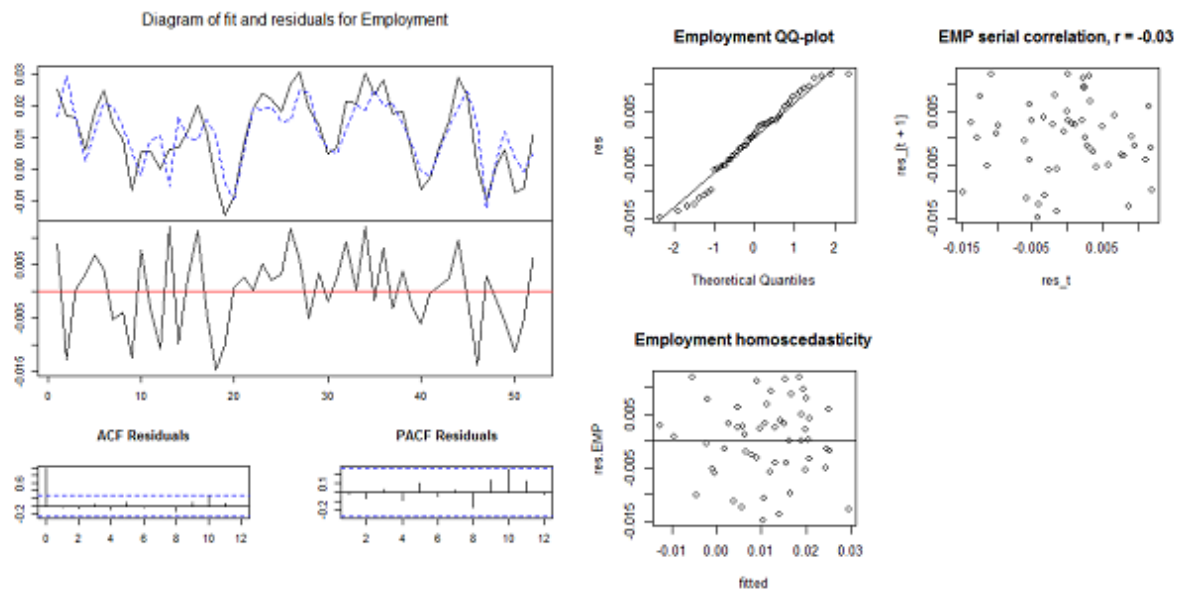 Diagram of fit and residuals for Employment
0.03
0.02
0.01
-0.01
0.005
-0.005
-0.015
0 10 20 30 40 50
ACF Residuals
0.6
0.2
-0.2
0 2 4 6 8 10 12
PACF Residuals
0.1
-0.2
2 4 6 8 10 12
Employment QQ-plot
res
0.005
-0.005
-0.015
-2 -1 0 1 2
Theoretical Quantiles
EMP serial correlation, r = -0.03
res_[t + 1]
0.005
-0.005
-0.015
-0.015 -0.005 0.005
res_t
Employment homoscedasticity
res.EMP
0.005
-0.005
-0.015
-0.01 0.00 0.01 0.02 0.03
fitted